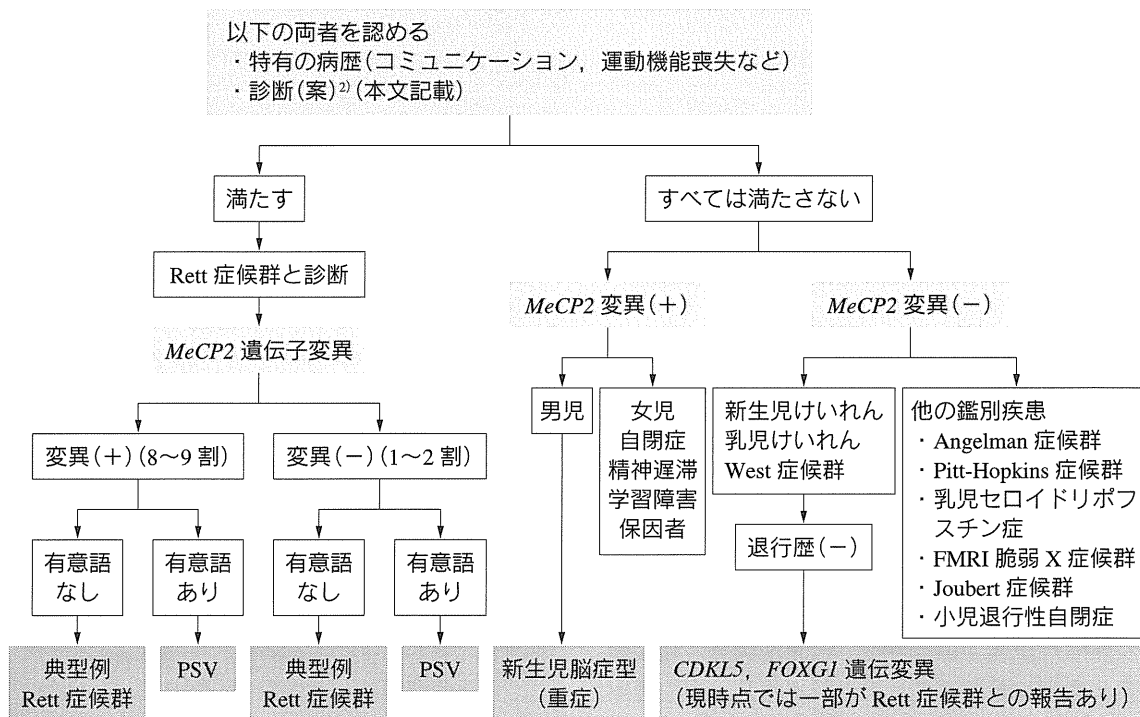 以下の両者を認める
・特有の病歴(コミュニケーション，運動機能喪失など)
・診断(案)²⁾(本文記載)
満たす
すべては満たさない
Rett 症候群と診断
MeCP2 変異(+)
MeCP2 変異(−)
MeCP2 遺伝子変異
男児
女児
自閉症
精神遅滞
学習障害
保因者
新生児けいれん
乳児けいれん
West 症候群
他の鑑別疾患
・Angelman 症候群
・Pitt-Hopkins 症候群
・乳児セロイドリポフ
スチン症
・FMRI 脆弱 X 症候群
・Joubert 症候群
・小児退行性自閉症
変異(+)(8〜9 割)
変異(−)(1〜2 割)
退行歴(−)
有意語
なし
有意語
あり
有意語
なし
有意語
あり
典型例
Rett 症候群
PSV
典型例
Rett 症候群
PSV
新生児脳症型
(重症)
CDKL5，FOXG1 遺伝変異
(現時点では一部が Rett 症候群との報告あり)